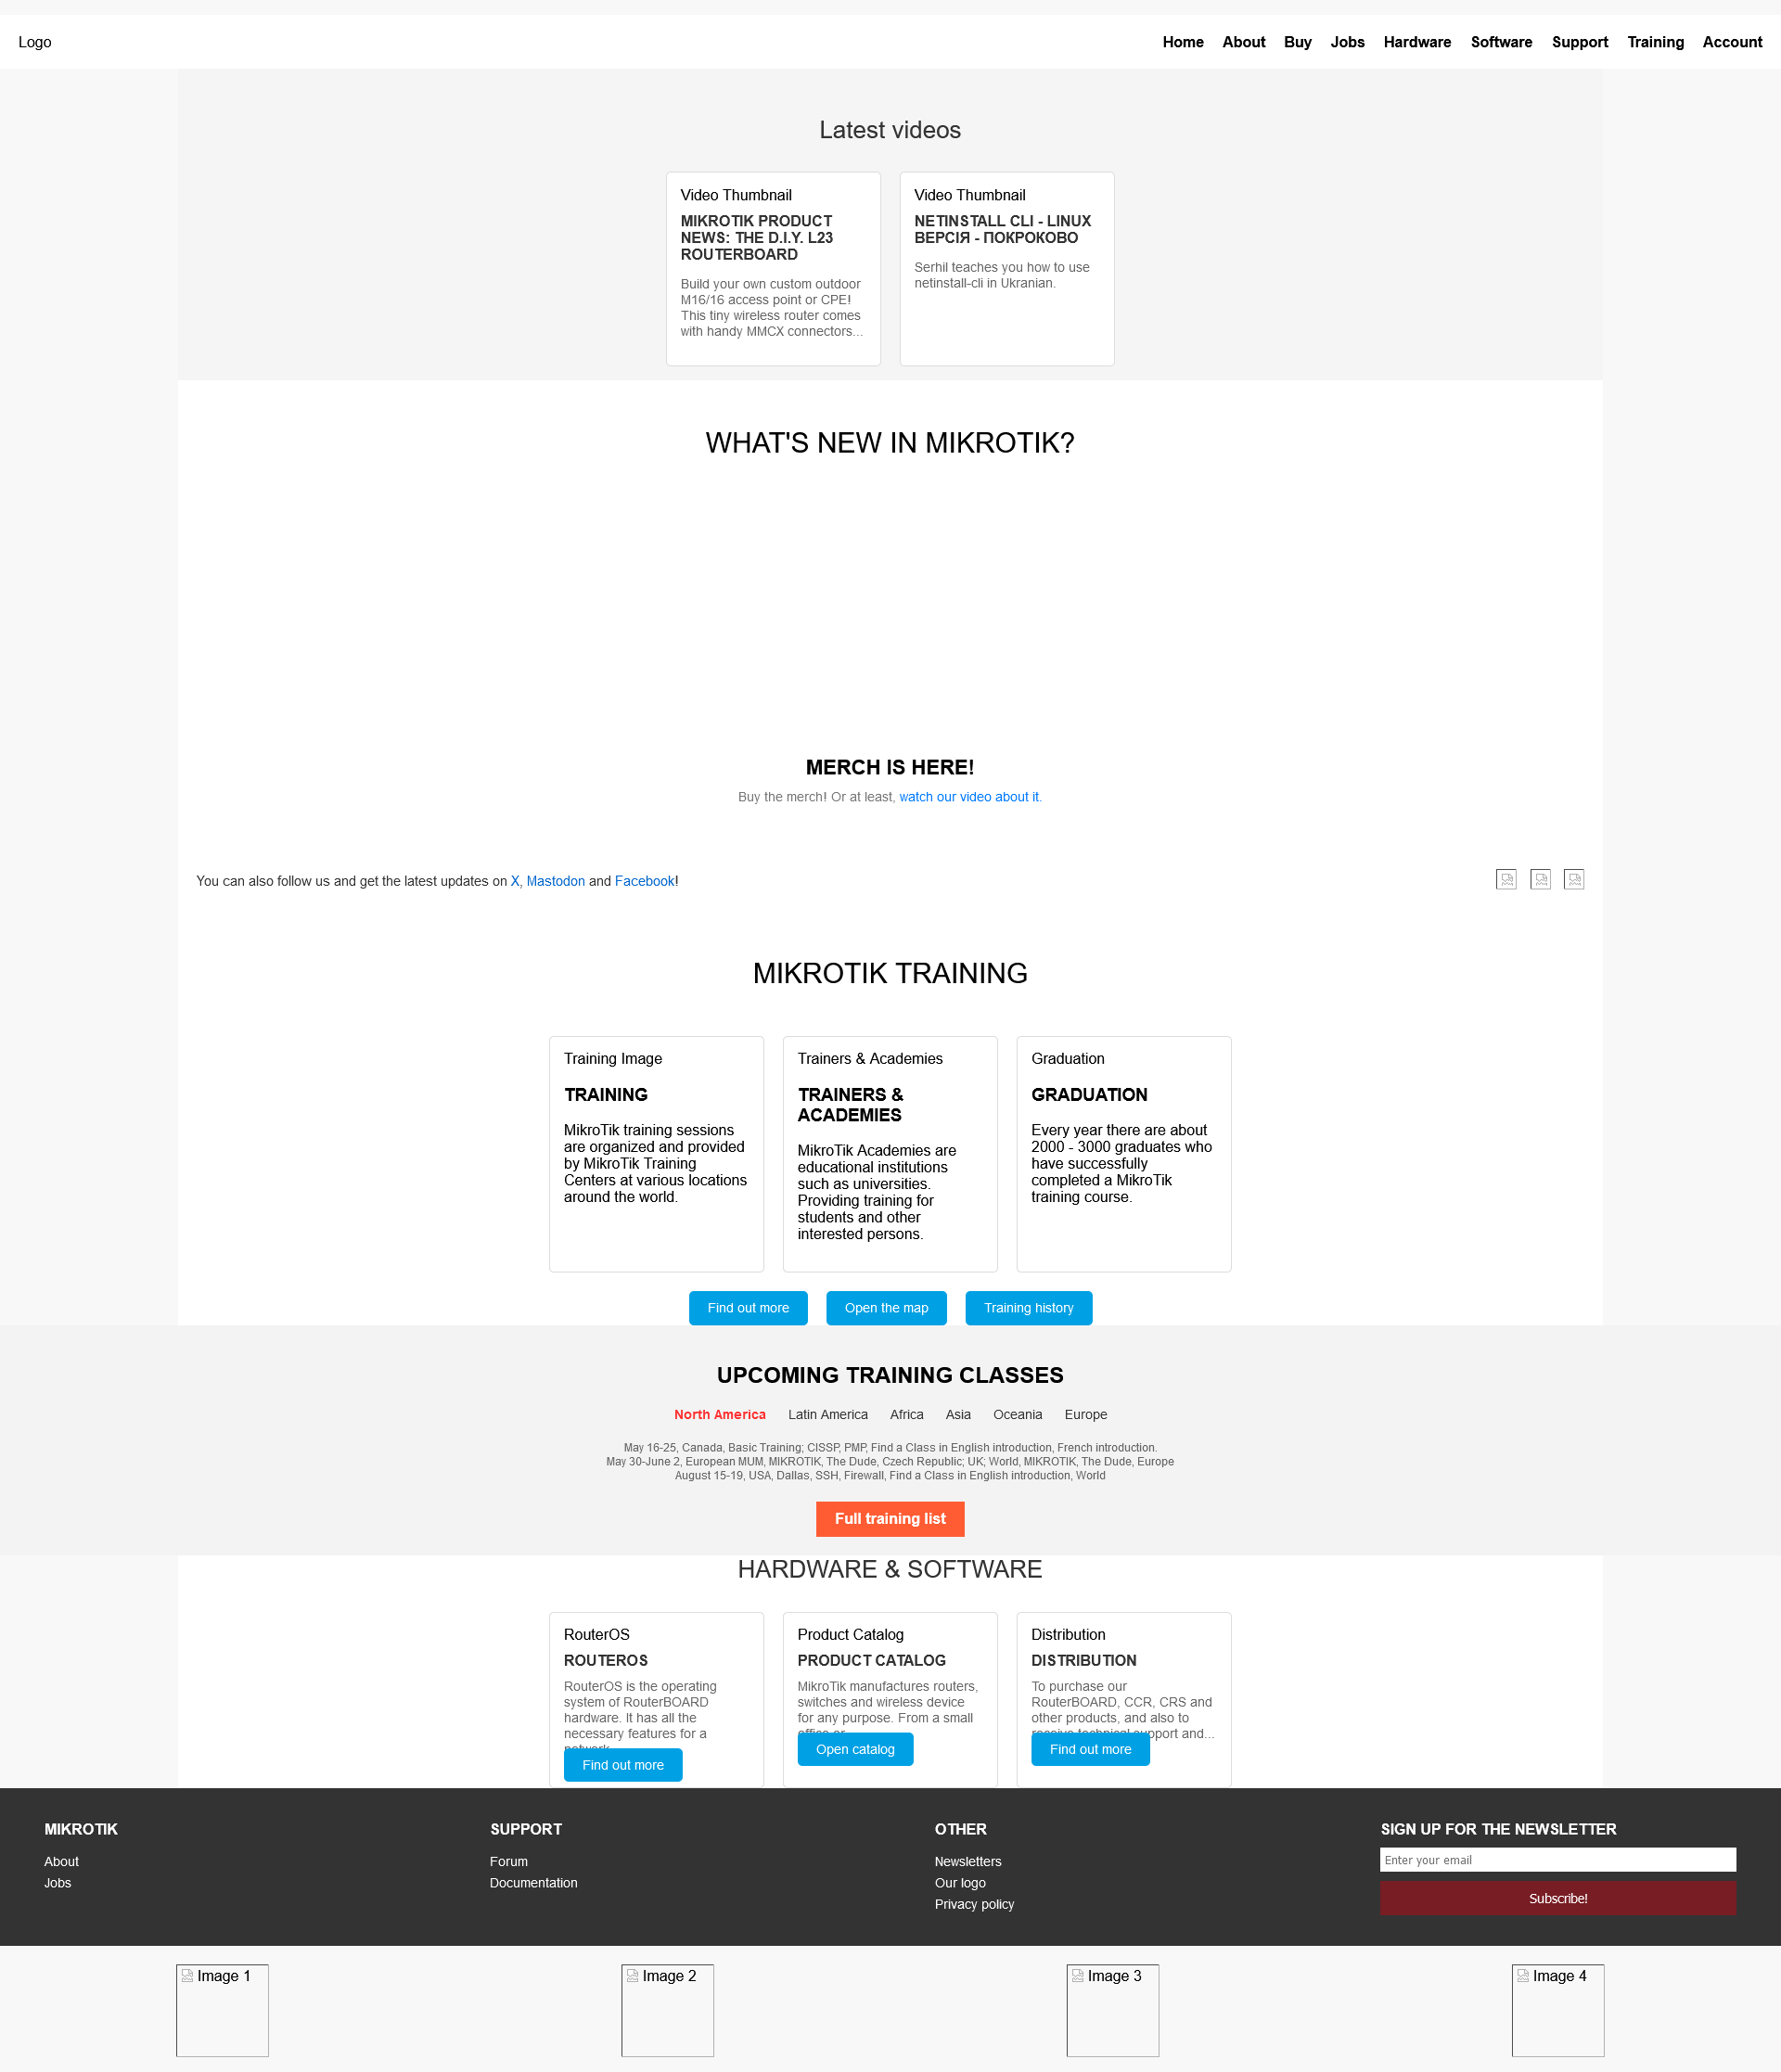 Logo
Home About Buy Jobs Hardware Software Support Training Account
Latest videos
Video Thumbnail
MIKROTIK PRODUCT
NEWS: THE D.I.Y. L23
ROUTERBOARD
Build your own custom outdoor
M16/16 access point or CPE!
This tiny wireless router comes
with handy MMCX connectors...
Video Thumbnail
NETINSTALL CLI - LINUX
ВЕРСІЯ - ПОКРОКОВО
Serhil teaches you how to use
netinstall-cli in Ukranian.
WHAT'S NEW IN MIKROTIK?
MERCH IS HERE!
Buy the merch! Or at least, watch our video about it.
You can also follow us and get the latest updates on X, Mastodon and Facebook!
MIKROTIK TRAINING
Training Image
TRAINING
MikroTik training sessions
are organized and provided
by MikroTik Training
Centers at various locations
around the world.
Trainers & Academies
TRAINERS &
ACADEMIES
MikroTik Academies are
educational institutions
such as universities.
Providing training for
students and other
interested persons.
Graduation
GRADUATION
Every year there are about
2000 - 3000 graduates who
have successfully
completed a MikroTik
training course.
Find out more
Open the map
Training history
UPCOMING TRAINING CLASSES
North America Latin America Africa Asia Oceania Europe
May 16-25, Canada, Basic Training; CISSP, PMP, Find a Class in English introduction, French introduction.
May 30-June 2, European MUM, MIKROTIK, The Dude, Czech Republic; UK; World, MIKROTIK, The Dude, Europe
August 15-19, USA, Dallas, SSH, Firewall, Find a Class in English introduction, World
Full training list
HARDWARE & SOFTWARE
RouterOS
ROUTEROS
RouterOS is the operating
system of RouterBOARD
hardware. It has all the
necessary features for a
Find out more
Product Catalog
PRODUCT CATALOG
MikroTik manufactures routers,
switches and wireless device
for any purpose. From a small
Open catalog
Distribution
DISTRIBUTION
To purchase our
RouterBOARD, CCR, CRS and
other products, and also to
and...
Find out more
MIKROTIK
About
Jobs
SUPPORT
Forum
Documentation
OTHER
Newsletters
Our logo
Privacy policy
SIGN UP FOR THE NEWSLETTER
Enter your email
Subscribe!
Image 1
Image 2
Image 3
Image 4